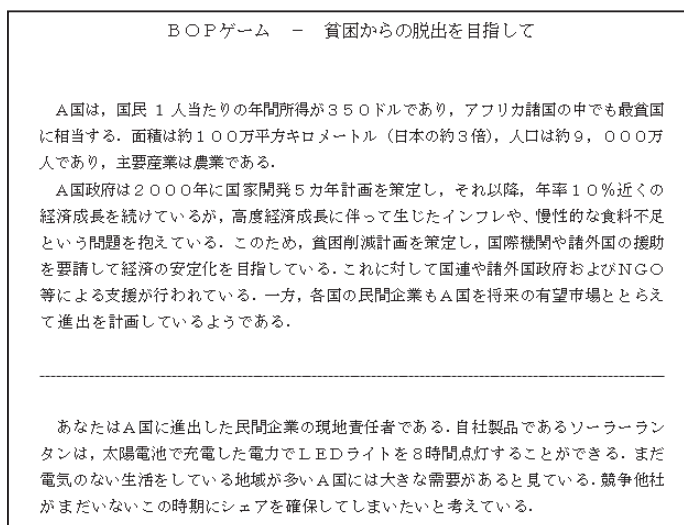 BOPゲーム － 貧困からの脱出を目指して
A国は，国民1人当たりの年間所得が350ドルであり，アフリカ諸国の中でも最貧国
に相当する．面積は約100万平方キロメートル（日本の約3倍），人口は約9，000万
人であり，主要産業は農業である．
A国政府は2000年に国家開発5カ年計画を策定し，それ以降，年率10％近くの
経済成長を続けているが，高度経済成長に伴って生じたインフレや、慢性的な食料不足
という問題を抱えている．このため，貧困削減計画を策定し，国際機関や諸外国の援助
を要請して経済の安定化を目指している．これに対して国連や諸外国政府およびNGO
等による支援が行われている．一方，各国の民間企業もA国を将来の有望市場ととらえ
て進出を計画しているようである．
あなたはA国に進出した民間企業の現地責任者である．自社製品であるソーラーラン
タンは，太陽電池で充電した電力でLEDライトを8時間点灯することができる．まだ
電気のない生活をしている地域が多いA国には大きな需要があると見ている．競争他社
がまだいないこの時期にシェアを確保してしまいたいと考えている．